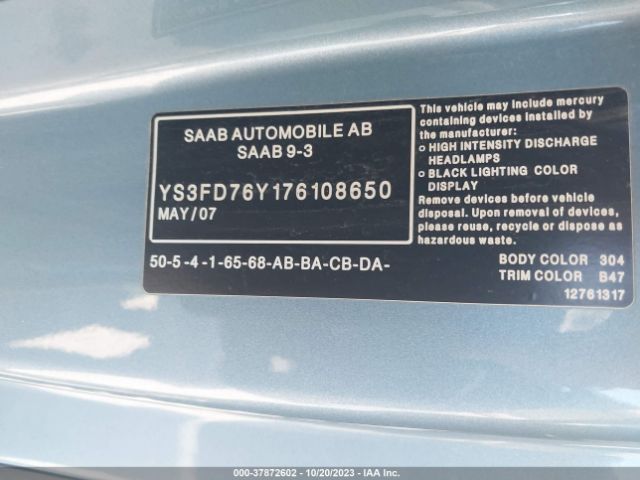 SAAB AUTOMOBILE AB
SAAB 9-3
YS3FD76Y176108650
MAY/07
50-5-4-1-65-68-AB-BA-CB-DA-
This vehicle may include mercury
containing devices installed by
the manufacturer:
○ HIGH INTENSITY DISCHARGE
HEADLAMPS
○ BLACK LIGHTING COLOR
DISPLAY
Remove devices before vehicle
disposal. Upon removal of devices,
please reuse, recycle or dispose as
hazardous waste.
BODY COLOR 304
TRIM COLOR B47
12761317
000-37872602 - 10/20/2023 - IAA Inc.